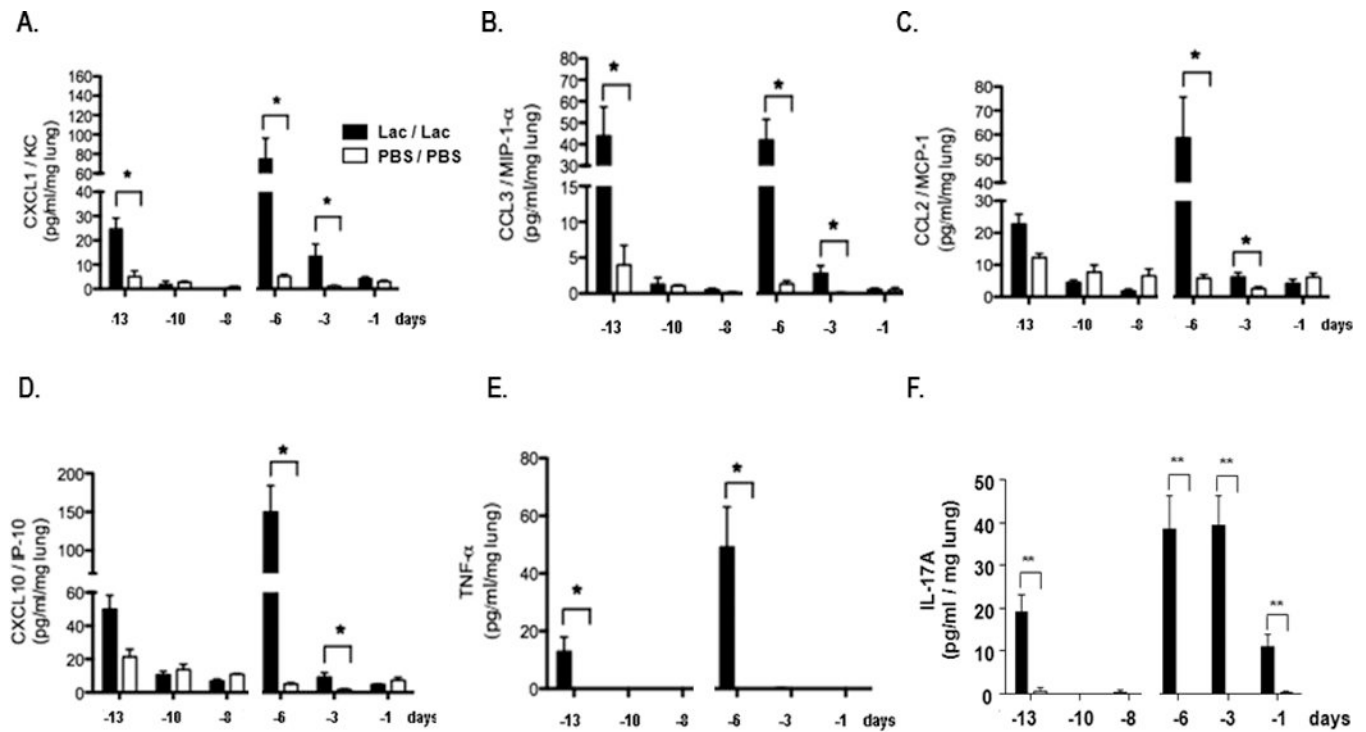 A.
CXCL1 / KC
(pg/ml/mg lung)
160
140
120
100
80
60
40
30
20
10
0
*
*
*
Lac / Lac
PBS / PBS
-13 -10 -8 -6 -3 -1 days
B.
CCL3 / MIP-1-α
(pg/ml/mg lung)
80
70
60
50
40
30
15
10
5
0
*
*
*
-13 -10 -8 -6 -3 -1 days
C.
CCL2 / MCP-1
(pg/ml/mg lung)
80
70
60
50
40
30
20
10
0
*
*
-13 -10 -8 -6 -3 -1 days
D.
CXCL10 / IP-10
(pg/ml/mg lung)
200
150
100
60
40
20
0
*
*
-13 -10 -8 -6 -3 -1 days
E.
TNF-α
(pg/ml/mg lung)
80
60
40
20
0
*
*
-13 -10 -8 -6 -3 -1 days
F.
IL-17A
(pg/ml / mg lung)
50
40
30
20
10
0
**
**
**
**
-13 -10 -8 -6 -3 -1 days